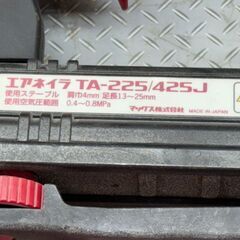 エアネイラ TA-225/425J
使用ステープル 肩巾4mm 足長13〜25mm
使用空気圧範囲 0.4〜0.8MPa
マックス株式会社 MADE IN JAPAN